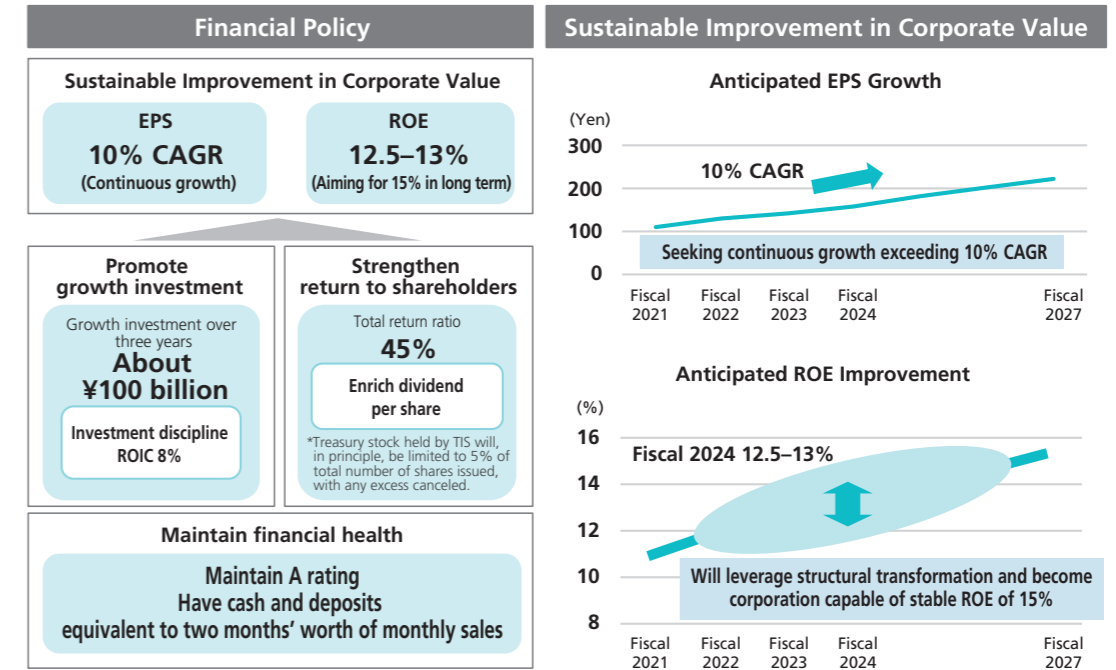 Financial Policy
Sustainable Improvement in Corporate Value
EPS
10% CAGR
(Continuous growth)
ROE
12.5–13%
(Aiming for 15% in long term)
Promote
growth investment
Growth investment over
three years
About
¥100 billion
Investment discipline
ROIC 8%
Strengthen
return to shareholders
Total return ratio
45%
Enrich dividend
per share
*Treasury stock held by TIS will,
in principle, be limited to 5% of
total number of shares issued,
with any excess canceled.
Maintain financial health
Maintain A rating
Have cash and deposits
equivalent to two months’ worth of monthly sales
Sustainable Improvement in Corporate Value
Anticipated EPS Growth
(Yen)
300
200
100
0
10% CAGR
Seeking continuous growth exceeding 10% CAGR
Fiscal
2021
Fiscal
2022
Fiscal
2023
Fiscal
2024
Fiscal
2027
Anticipated ROE Improvement
(%)
16
14
12
10
8
Fiscal 2024 12.5–13%
Will leverage structural transformation and become
corporation capable of stable ROE of 15%
Fiscal
2021
Fiscal
2022
Fiscal
2023
Fiscal
2024
Fiscal
2027